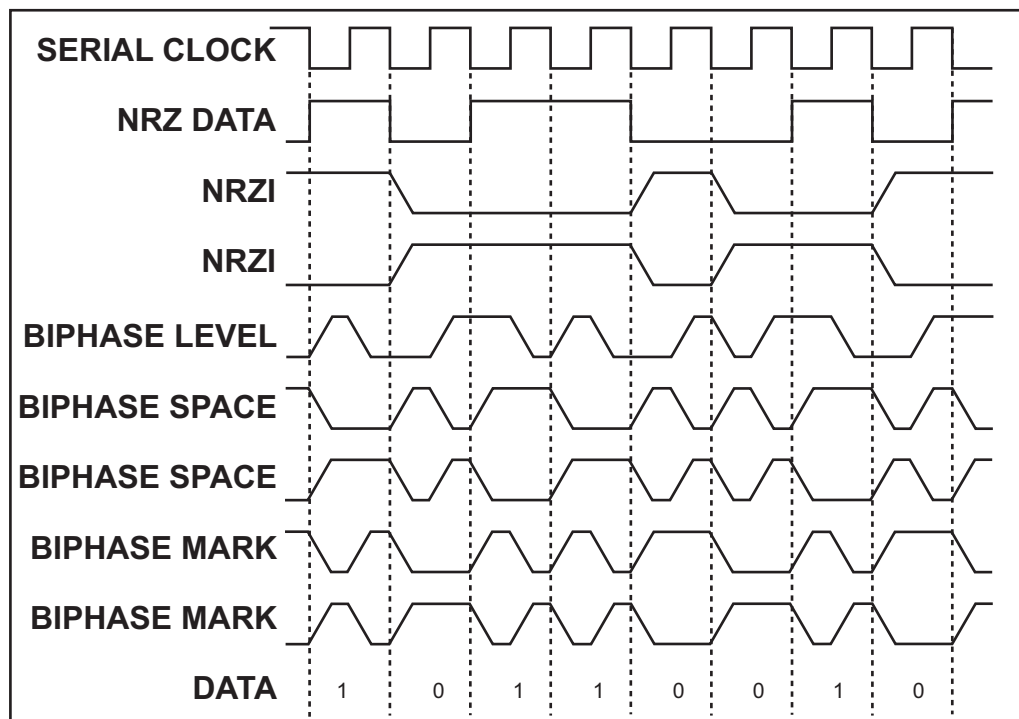 SERIAL CLOCK
NRZ DATA
NRZI
NRZI
BIPHASE LEVEL
BIPHASE SPACE
BIPHASE SPACE
BIPHASE MARK
BIPHASE MARK
DATA 1 0 1 1 0 0 1 0